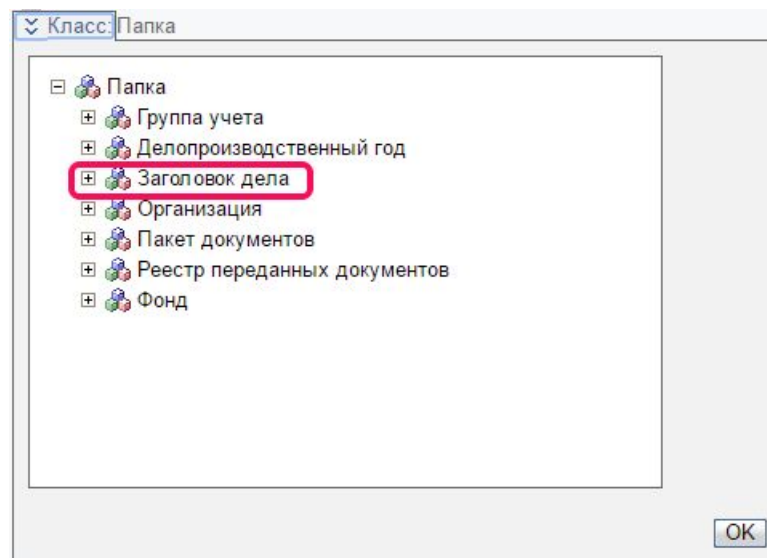 Класс: Папка
Папка
Группа учета
Делопроизводственный год
Заголовок дела
Организация
Пакет документов
Реестр переданных документов
Фонд
OK